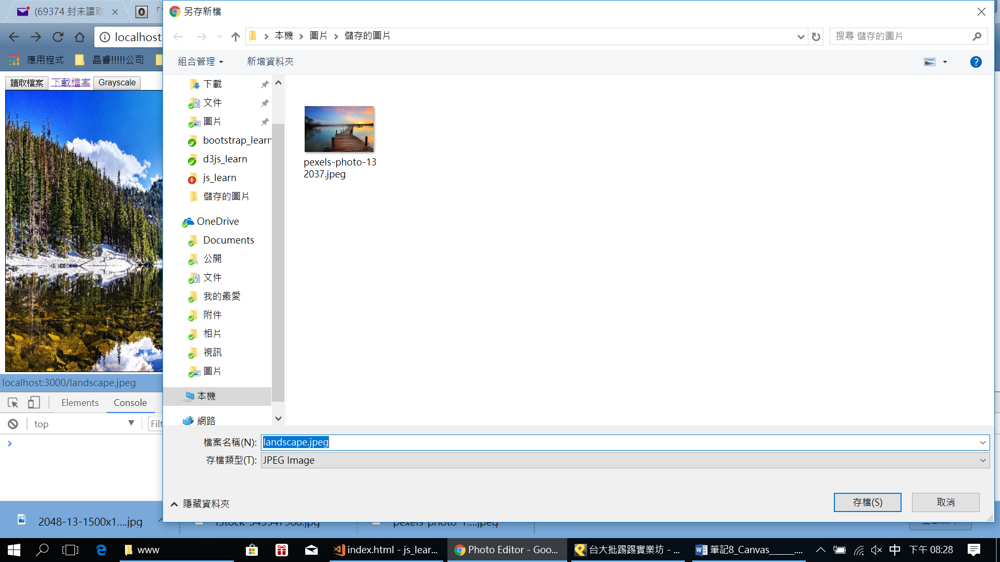 (69374 封未讀取
另存新檔
localhost:
本機 圖片 儲存的圖片
搜尋 儲存的圖片
應用程式 晶睿!!!!!公司
組合管理 新增資料夾
讀取檔案 下載檔案 Grayscale
下載
文件
圖片
bootstrap_learn
d3js_learn
js_learn
儲存的圖片
OneDrive
Documents
公開
文件
我的最愛
附件
相片
視訊
圖片
本機
網路
pexels-photo-13
2037.jpeg
localhost:3000/landscape.jpeg
Elements Console
top Filt
檔案名稱(N): landscape.jpeg
存檔類型(T): JPEG Image
隱藏資料夾 存檔(S) 取消
2048-13-1500x1....jpg
www index.html - js_lear... Photo Editor - Goo... 台大批踢踢實業坊 - ... 筆記8_Canvas_____.... 中 下午 08:28